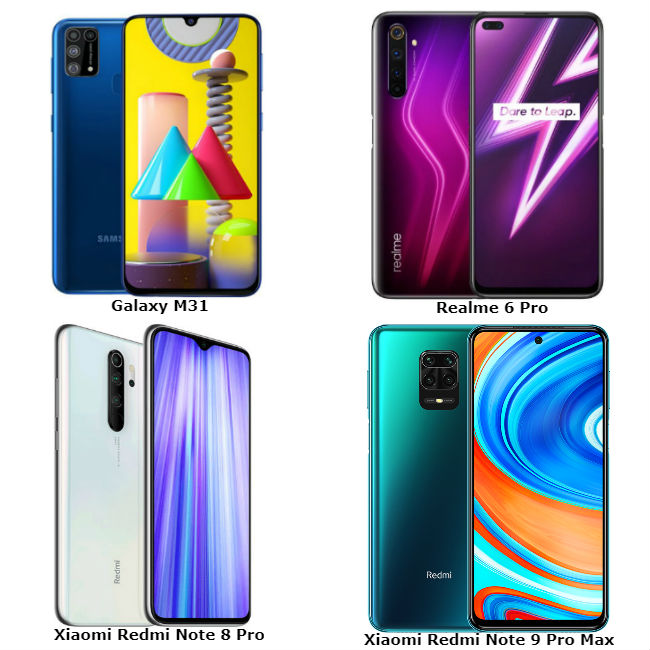 SAMS
Galaxy M31
Dare to Leap.
realme
Realme 6 Pro
Redmi
Xiaomi Redmi Note 8 Pro
Redmi
Xiaomi Redmi Note 9 Pro Max